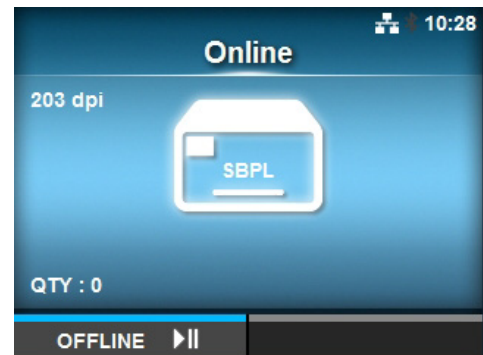 10:28
Online
203 dpi
SBPL
QTY : 0
OFFLINE